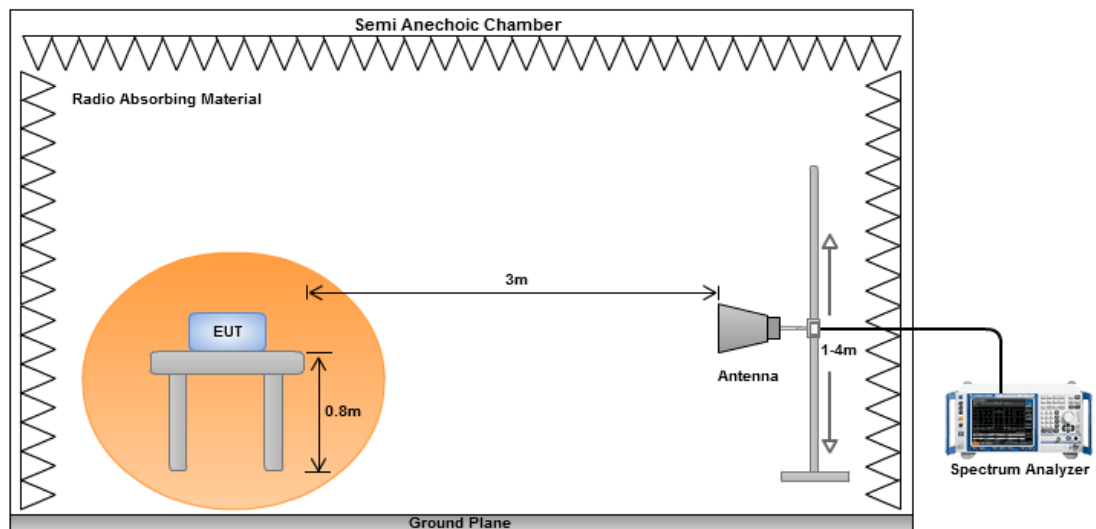 Semi Anechoic Chamber
Radio Absorbing Material
3m
EUT
0.8m
1-4m
Antenna
Spectrum Analyzer
Ground Plane